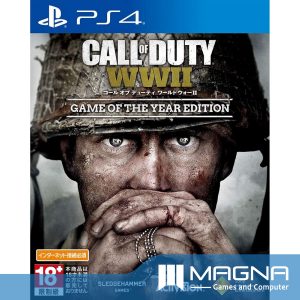 PS4
CALL OF DUTY
WWII
コール オブ デューティ ワールドウォーII
GAME OF THE YEAR EDITION
インターネット接続必須
18+
SLEDGEHAMMER
GAMES
ACTIVISION
MAGNA
Games and Computer